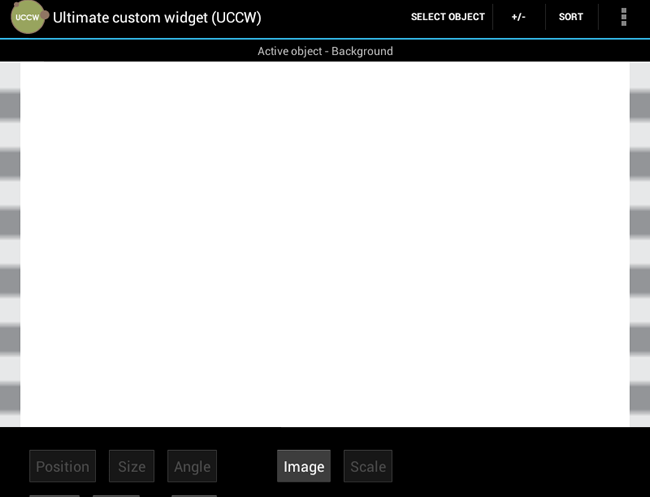 UCCW Ultimate custom widget (UCCW) SELECT OBJECT +/- SORT
Active object - Background
Position Size Angle Image Scale